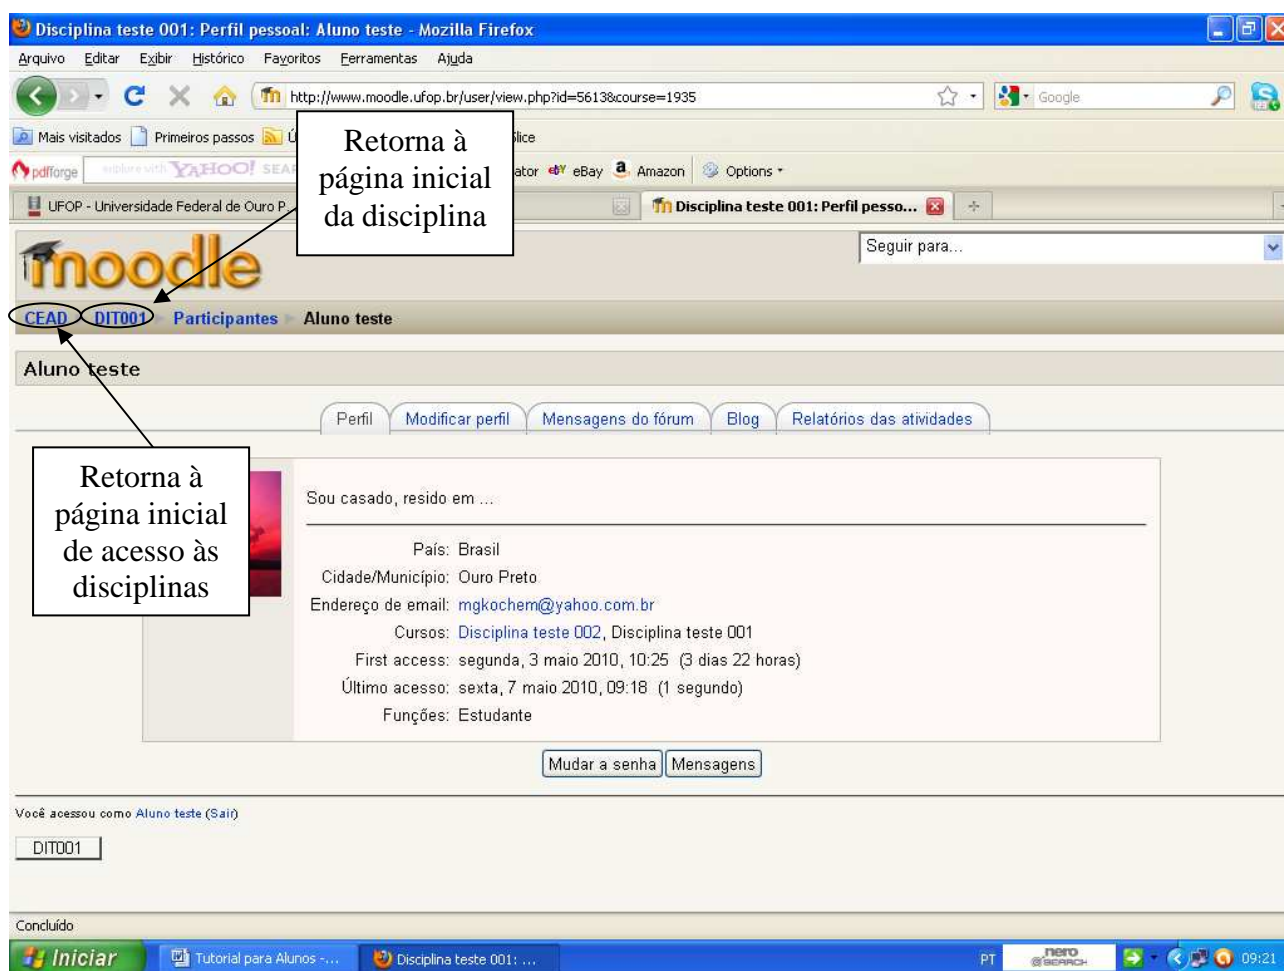 Disciplina teste 001: Perfil pessoal: Aluno teste - Mozilla Firefox
Arquivo Editar Exibir Histórico Favoritos Ferramentas Ajuda
http://www.moodle.ufop.br/user/view.php?id=5613&course=1935
Google
Mais visitados Primeiros passos
Slice
pdfforge YAHOO! eBay Amazon Options
UFOP - Universidade Federal de Ouro P...
Disciplina teste 001: Perfil pesso...
Retorna à
página inicial
da disciplina
moodle
Seguir para...
CEAD DIT001 Participantes Aluno teste
Aluno teste
Perfil Modificar perfil Mensagens do fórum Blog Relatórios das atividades
Retorna à
página inicial
de acesso às
disciplinas
Sou casado, resido em ...
País: Brasil
Cidade/Município: Ouro Preto
Endereço de email: mgkochem@yahoo.com.br
Cursos: Disciplina teste 002, Disciplina teste 001
First access: segunda, 3 maio 2010, 10:25 (3 dias 22 horas)
Último acesso: sexta, 7 maio 2010, 09:18 (1 segundo)
Funções: Estudante
Mudar a senha Mensagens
Você acessou como Aluno teste (Sair)
DIT001
Concluído
Iniciar Tutorial para Alunos -... Disciplina teste 001: ... PT nero SEARCH 09:21